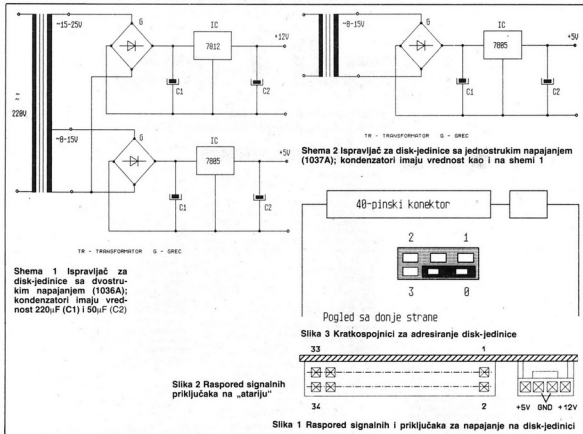 ~15-25V
G
IC
7812
+12V
C1
C2
~
220V
~8-15V
G
IC
7805
+5V
C1
C2
TR - TRANSFORMATOR G - GREC
Shema 1 Ispravljač za
disk-jedinice sa dvostru-
kim napajanjem (1036A);
kondenzatori imaju vred-
nost 220µF (C1) i 50µF (C2)
~8-15V
G
IC
7805
+5V
C1
C2
TR - TRANSFORMATOR G - GREC
Shema 2 Ispravljač za disk-jedinice sa jednostrukim napajanjem
(1037A); kondenzatori imaju vrednost kao i na shemi 1
40-pinski konektor
2 1
3 0
Pogled sa donje strane
Slika 3 Kratkospojnici za adresiranje disk-jedinice
33 1
34 2
+5V GND +12V
Slika 2 Raspored signalnih
priključaka na „atariju“
Slika 1 Raspored signalnih i priključaka za napajanje na disk-jedinici